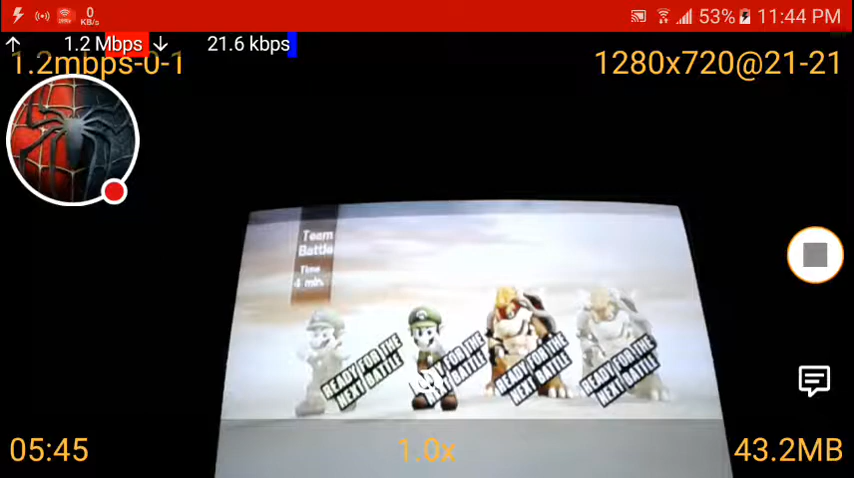 0
KB/s
53%
11:44 PM
1.2 Mbps
21.6 kbps
1.2mbps-0-1
1280x720@21-21
Team
Battle
Time
4 min.
READY FOR THE
NEXT BATTLE
READY FOR THE
NEXT BATTLE
READY FOR THE
NEXT BATTLE
READY FOR THE
NEXT BATTLE
05:45
1.0x
43.2MB